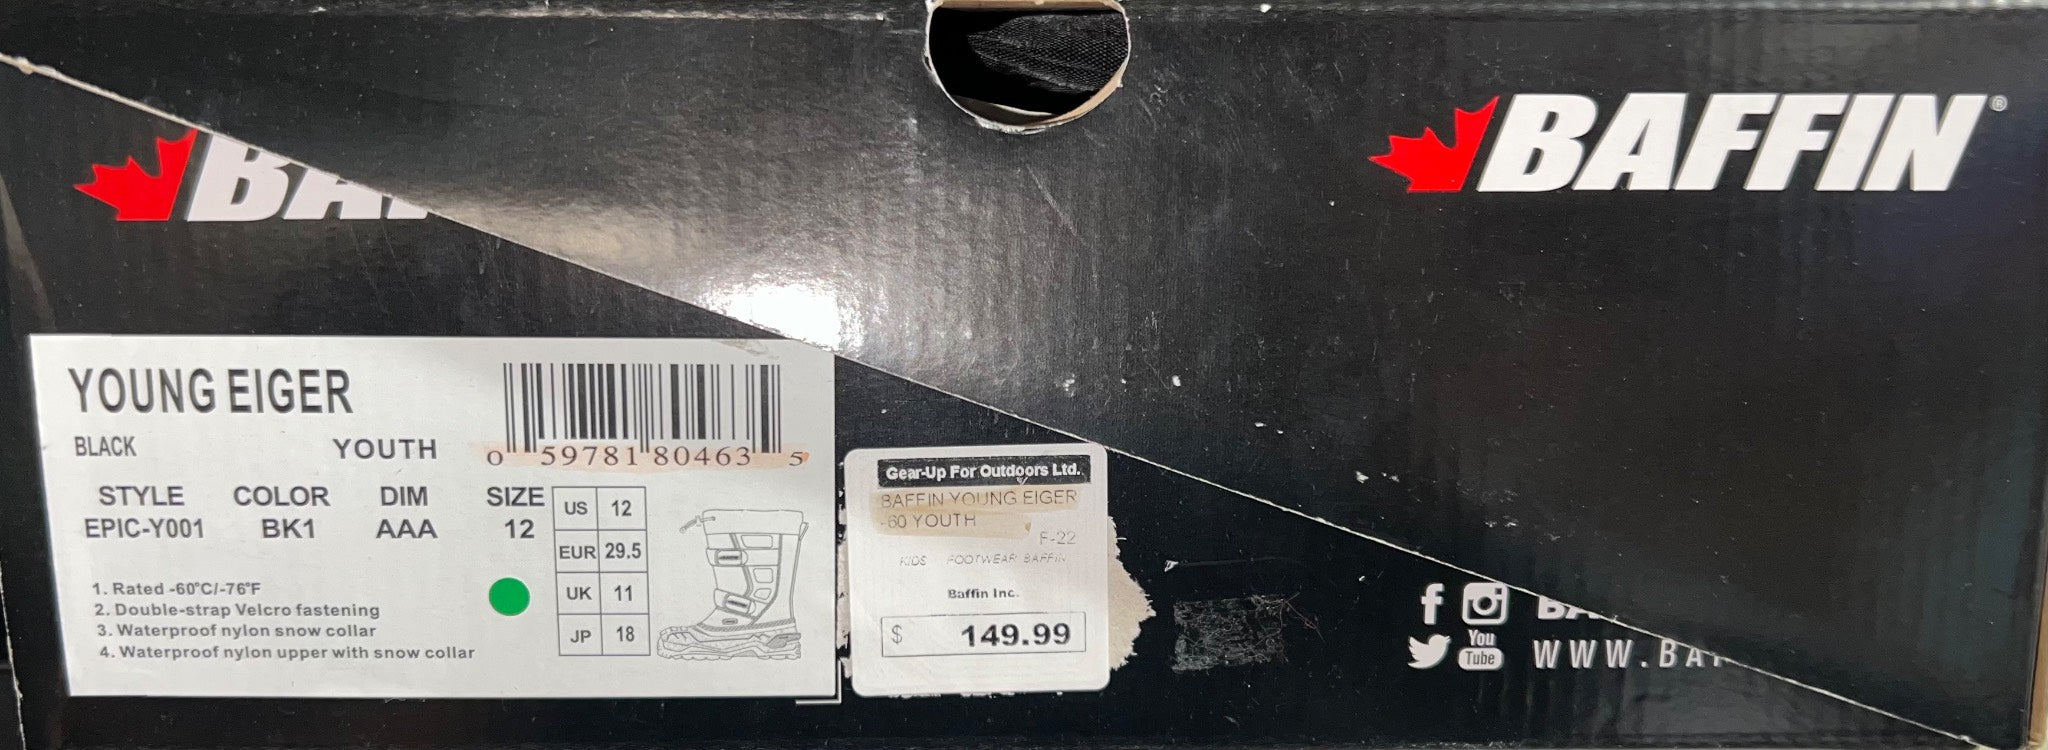 BAFFIN®
YOUNG EIGER
BLACK YOUTH
0 59781 80463 5
STYLE COLOR DIM SIZE
EPIC-Y001 BK1 AAA 12
US 12
EUR 29.5
UK 11
JP 18
1. Rated -60°C/-76°F
2. Double-strap Velcro fastening
3. Waterproof nylon snow collar
4. Waterproof nylon upper with snow collar
Gear-Up For Outdoors Ltd.
BAFFIN YOUNG EIGER
-60 YOUTH
F-22
KIDS FOOTWEAR BAFFIN
Baffin Inc.
$ 149.99
You
Tube
WWW.BA